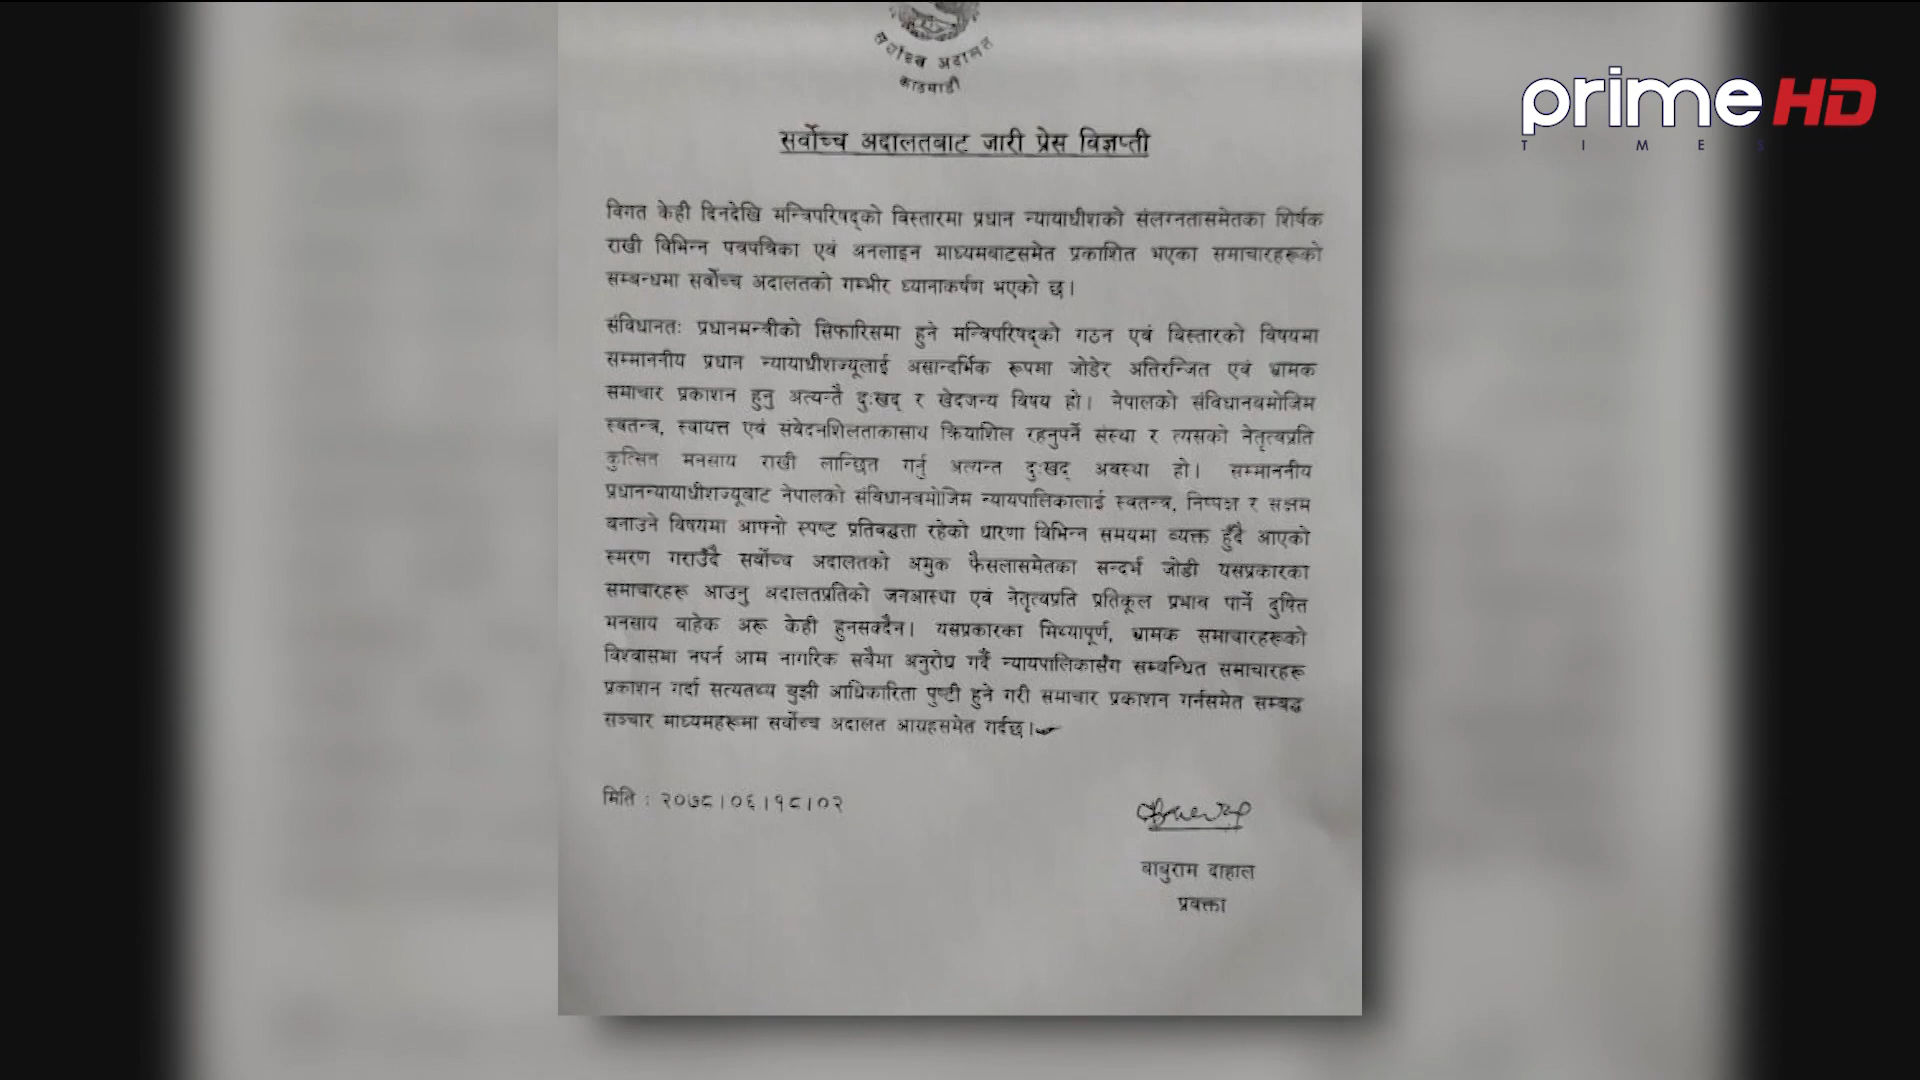 सर्वोच्च अदालत
काठमाडौं
prime HD
TIMES
सर्वोच्च अदालतबाट जारी प्रेस विज्ञप्ती
विगत केही दिनदेखि मन्त्रिपरिषद्को विस्तारमा प्रधान न्यायाधीशको संलग्नतासमेतका शिर्षक
राखी विभिन्न पत्रपत्रिका एवं अनलाइन माध्यमबाटसमेत प्रकाशित भएका समाचारहरूको
सम्बन्धमा सर्वोच्च अदालतको गम्भीर ध्यानाकर्षण भएको छ।
संविधानतः प्रधानमन्त्रीको सिफारिसमा हुने मन्त्रिपरिषद्को गठन एवं विस्तारको विषयमा
सम्माननीय प्रधान न्यायाधीशज्यूलाई असान्दर्भिक रूपमा जोडेर अतिरन्जित एवं भ्रामक
समाचार प्रकाशन हुनु अत्यन्तै दुःखद् र खेदजन्य विषय हो। नेपालको संविधानबमोजिम
स्वतन्त्र, स्वायत्त एवं संवेदनशिलताकासाथ क्रियाशिल रहनुपर्ने संस्था र त्यसको नेतृत्वप्रति
कुत्सित मनसाय राखी लान्छित गर्नु अत्यन्त दुःखद् अवस्था हो। सम्माननीय
प्रधानन्यायाधीशज्यूबाट नेपालको संविधानबमोजिम न्यायपालिकालाई स्वतन्त्र, निष्पक्ष र सक्षम
बनाउने विषयमा आफ्नो स्पष्ट प्रतिबद्धता रहेको धारणा विभिन्न समयमा व्यक्त हुँदै आएको
स्मरण गराउँदै सर्वोच्च अदालतको अमुक फैसलासमेतका सन्दर्भ जोडी यसप्रकारका
समाचारहरू आउनु अदालतप्रतिको जनआस्था एवं नेतृत्वप्रति प्रतिकूल प्रभाव पार्ने दुषित
मनसाय बाहेक अरू केही हुनसक्दैन। यसप्रकारका मिथ्यापूर्ण, भ्रामक समाचारहरूको
विश्वासमा नपर्न आम नागरिक सबैमा अनुरोध गर्दै न्यायपालिकासँग सम्बन्धित समाचारहरू
प्रकाशन गर्दा सत्यतथ्य बुझी आधिकारिता पुष्टी हुने गरी समाचार प्रकाशन गर्नसमेत सम्बद्ध
सञ्चार माध्यमहरूमा सर्वोच्च अदालत आग्रहसमेत गर्दछ।
मिति : २०७८।०६।१८।०२
बाबुराम दाहाल
प्रवक्ता